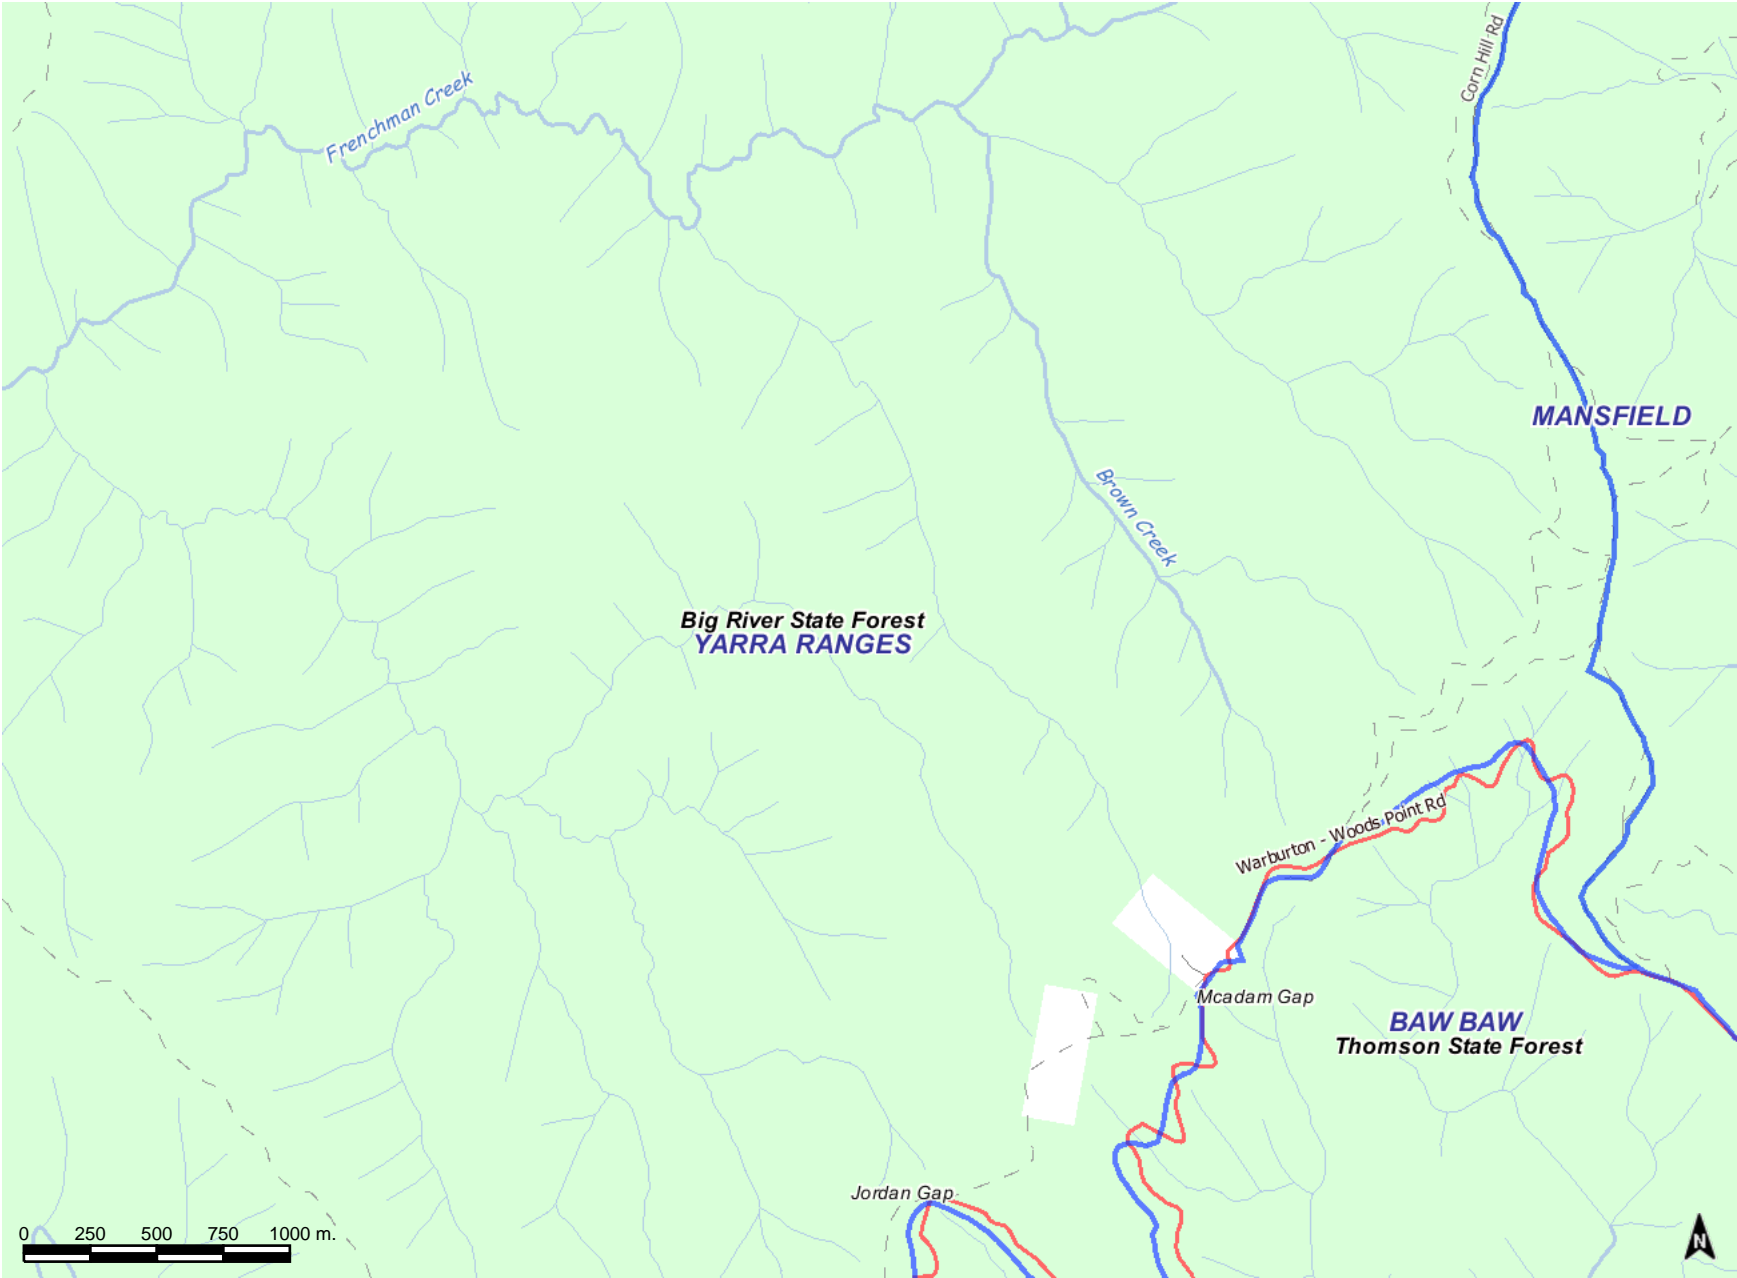 Corn Hill Rd
Frenchman Creek
MANSFIELD
Brown Creek
Big River State Forest
YARRA RANGES
Warburton - Woods Point Rd
Mcadam Gap
BAW BAW
Thomson State Forest
Jordan Gap
0 250 500 750 1000 m.
N